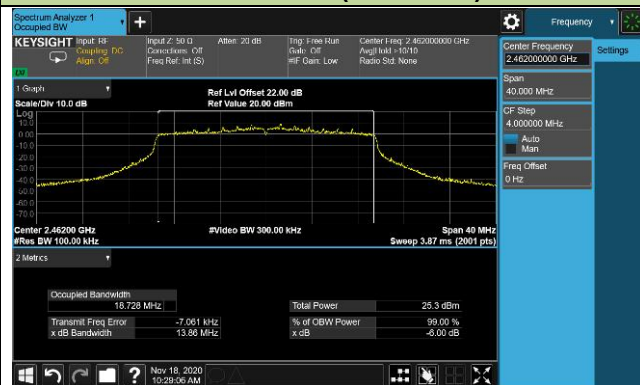 Spectrum Analyzer 1
Occupied BW
Frequency
KEYSIGHT
Input: RF
Coupling: DC
Align: Off
Input Z: 50 Ω
Corrections: Off
Freq Ref: Int (S)
Atten: 20 dB
Trig: Free Run
Gate: Off
#IF Gain: Low
Center Freq: 2.462000000 GHz
Avg|Hold >10/10
Radio Std: None
Center Frequency
2.462000000 GHz
Settings
Span
40.000 MHz
CF Step
4.000000 MHz
Auto
Man
Freq Offset
0 Hz
1 Graph
Scale/Div 10.0 dB
Ref Lvl Offset 22.00 dB
Ref Value 20.00 dBm
Log
10.0
0.00
-10.0
-20.0
-30.0
-40.0
-50.0
-60.0
-70.0
Center 2.46200 GHz
#Res BW 100.00 kHz
#Video BW 300.00 kHz
Span 40 MHz
Sweep 3.87 ms (2001 pts)
2 Metrics
Occupied Bandwidth
18.728 MHz
Total Power
25.3 dBm
Transmit Freq Error
-7.061 kHz
% of OBW Power
99.00 %
x dB Bandwidth
13.86 MHz
x dB
-6.00 dB
Nov 18, 2020
10:29:06 AM